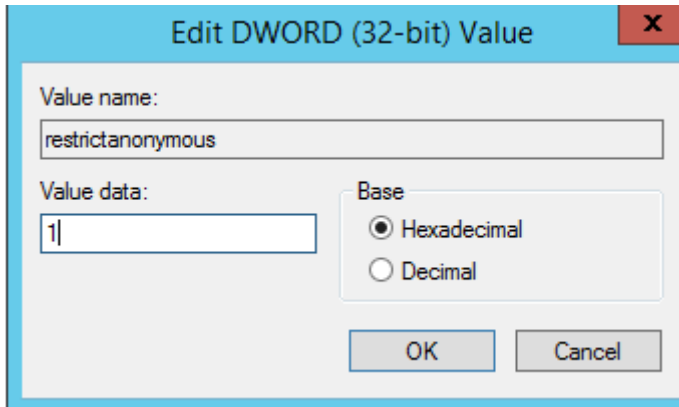 Edit DWORD (32-bit) Value
x
Value name:
restrictanonymous
Value data:
1
Base
Hexadecimal
Decimal
OK
Cancel